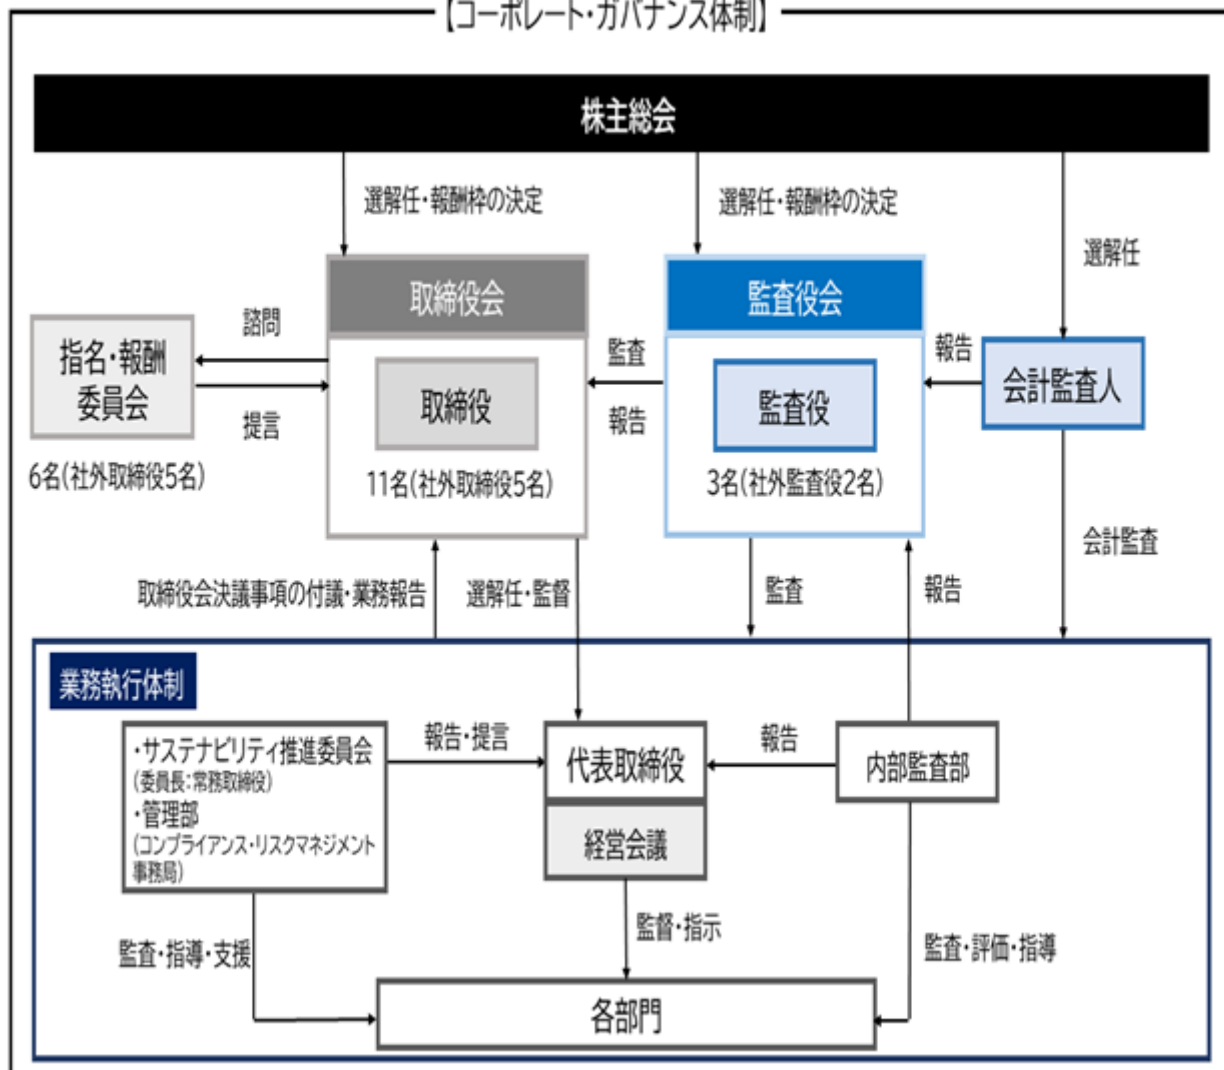 【コーポレート・ガバナンス体制】
株主総会
選解任・報酬枠の決定
選解任・報酬枠の決定
選解任
取締役会
監査役会
諮問
指名・報酬
委員会
提言
6名(社外取締役5名)
取締役
11名(社外取締役5名)
監査
報告
監査役
3名(社外監査役2名)
報告
会計監査人
会計監査
取締役会決議事項の付議・業務報告
選解任・監督
監査
報告
業務執行体制
・サステナビリティ推進委員会
(委員長:常務取締役)
・管理部
(コンプライアンス・リスクマネジメント
事務局)
報告・提言
代表取締役
経営会議
報告
内部監査部
監査・指導・支援
監督・指示
監査・評価・指導
各部門